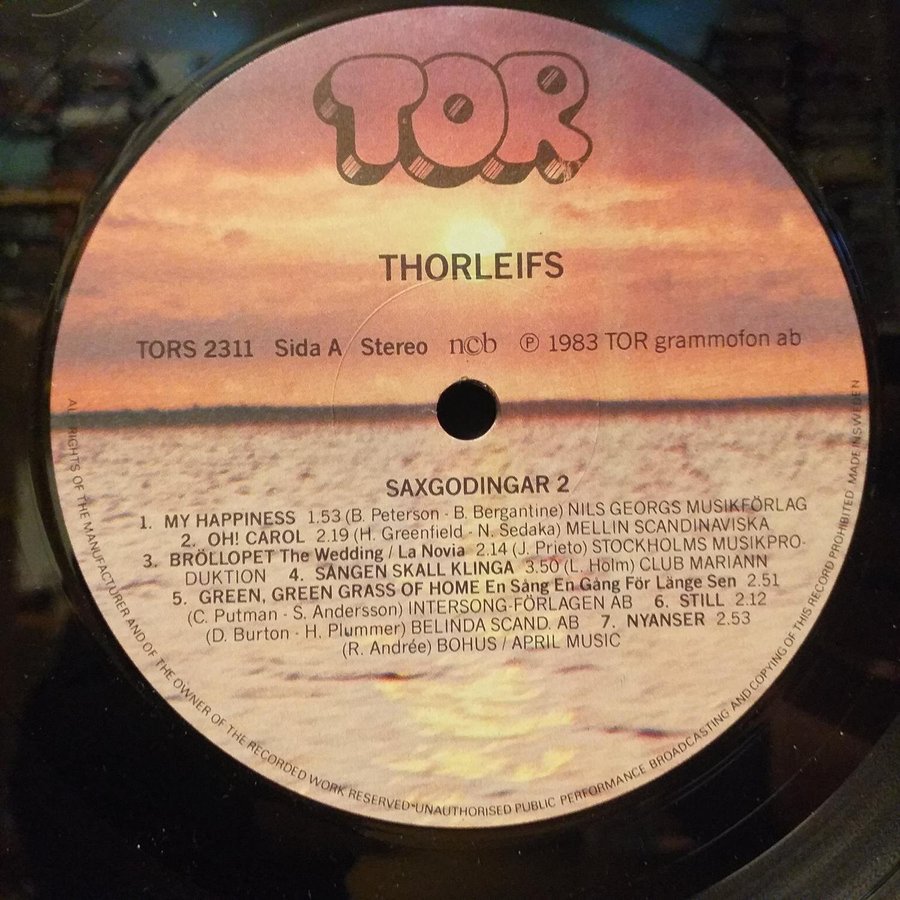 TOR
THORLEIFS
TORS 2311 Sida A Stereo n©b ℗ 1983 TOR grammofon ab
SAXGODINGAR 2
1. MY HAPPINESS 1.53 (B. Peterson - B. Bergantine) NILS GEORGS MUSIKFÖRLAG
2. OH! CAROL 2.19 (H. Greenfield - N. Sedaka) MELLIN SCANDINAVISKA
3. BRÖLLOPET The Wedding / La Novia 2.14 (J. Prieto) STOCKHOLMS MUSIKPRO-
DUKTION 4. SÅNGEN SKALL KLINGA 3.50 (L. Holm) CLUB MARIANN
5. GREEN, GREEN GRASS OF HOME En Sång En Gång För Länge Sen 2.51
(C. Putman - S. Andersson) INTERSONG-FÖRLAGEN AB 6. STILL 2.12
(D. Burton - H. Plummer) BELINDA SCAND. AB 7. NYANSER 2.53
(R. Andrée) BOHUS / APRIL MUSIC
ALL RIGHTS OF THE MANUFACTURER AND OF THE OWNER OF THE RECORDED WORK RESERVED·UNAUTHORISED PUBLIC PERFORMANCE BROADCASTING AND COPYING OF THIS RECORD PROHIBITED MADE IN SWEDEN